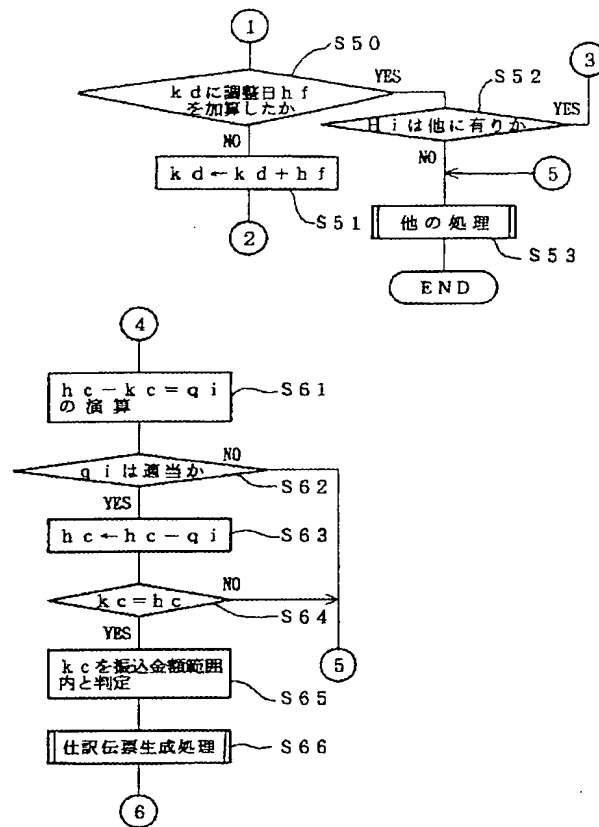 1
S50
kdに調整日hf
を加算したか
YES
NO
3
S52
Hiは他に有りか
YES
NO
5
kd←kd+hf
S51
2
他の処理
S53
END
4
hc-kc=qi
の演算
S61
qiは適当か
NO
S62
YES
hc←hc-qi
S63
kc=hc
NO
S64
YES
5
kcを振込金額範囲
内と判定
S65
仕訳伝票生成処理
S66
6